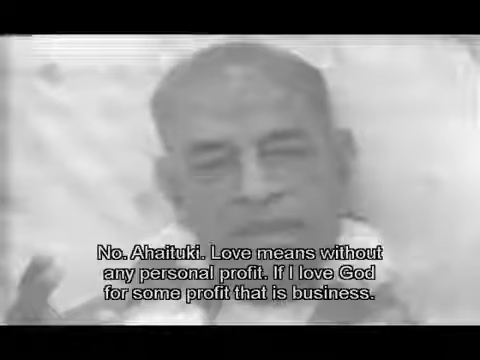 No. Ahaituki. Love means without
any personal profit. If I love God
for some profit that is business.